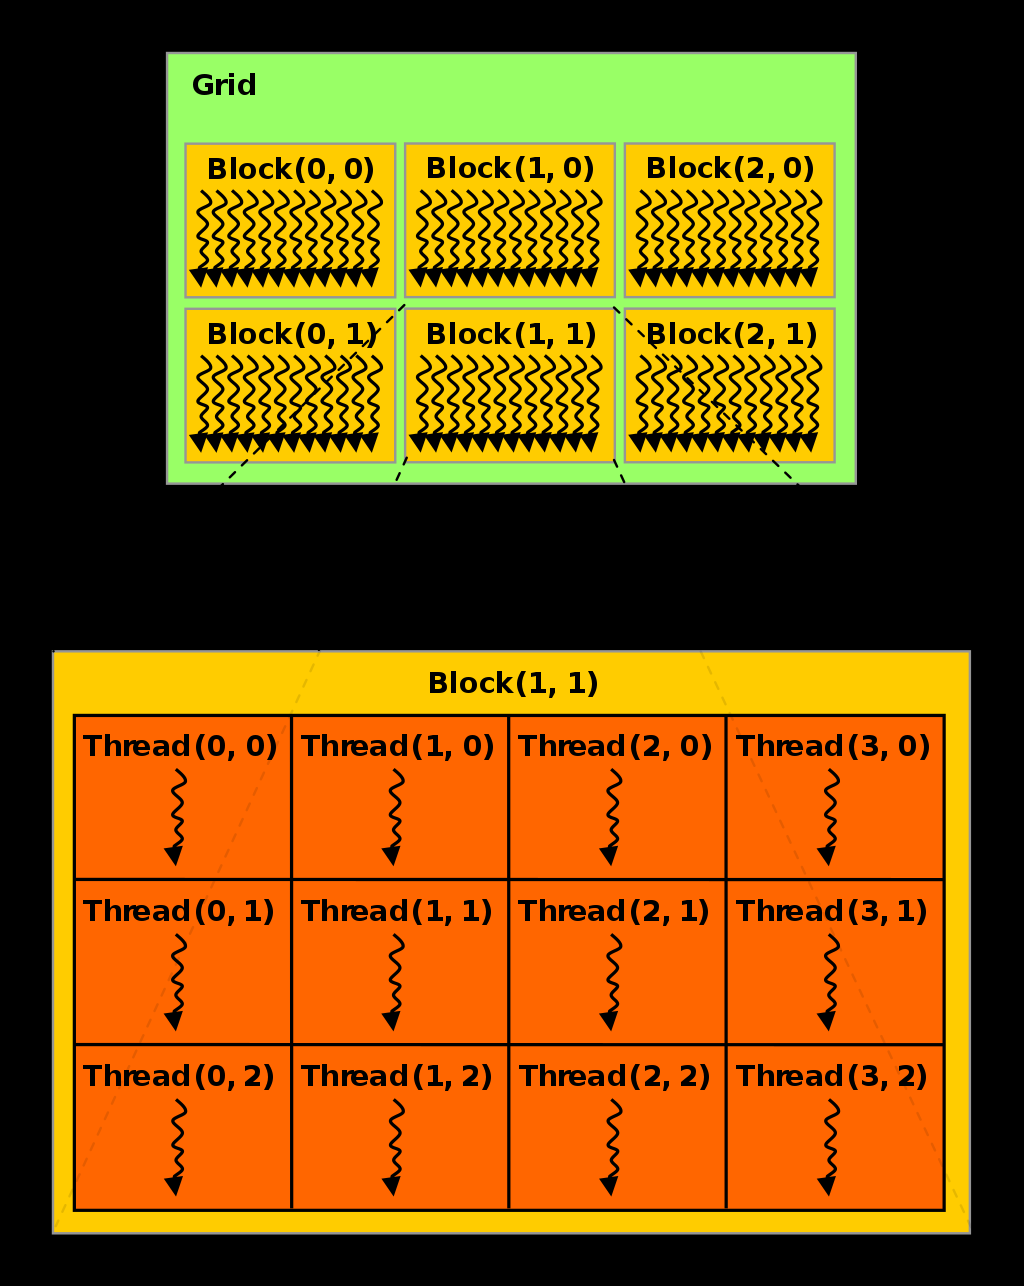 Grid
Block(0, 0) Block(1, 0) Block(2, 0)
Block(0, 1) Block(1, 1) Block(2, 1)
Block(1, 1)
Thread(0, 0) Thread(1, 0) Thread(2, 0) Thread(3, 0)
Thread(0, 1) Thread(1, 1) Thread(2, 1) Thread(3, 1)
Thread(0, 2) Thread(1, 2) Thread(2, 2) Thread(3, 2)